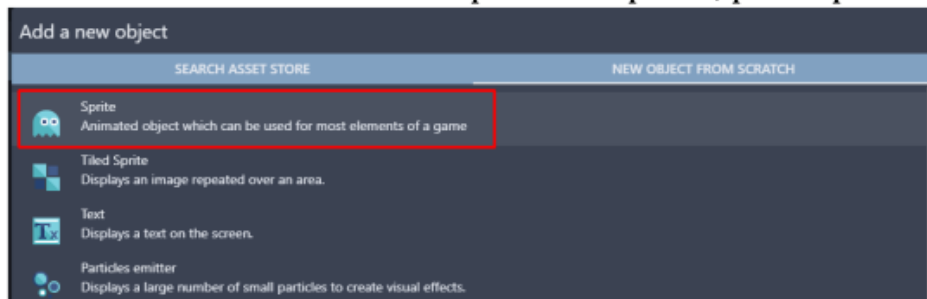 Add a new object
SEARCH ASSET STORE
NEW OBJECT FROM SCRATCH
Sprite
Animated object which can be used for most elements of a game
Tiled Sprite
Displays an image repeated over an area.
Text
Tx
Displays a text on the screen.
Particles emitter
Displays a large number of small particles to create visual effects.